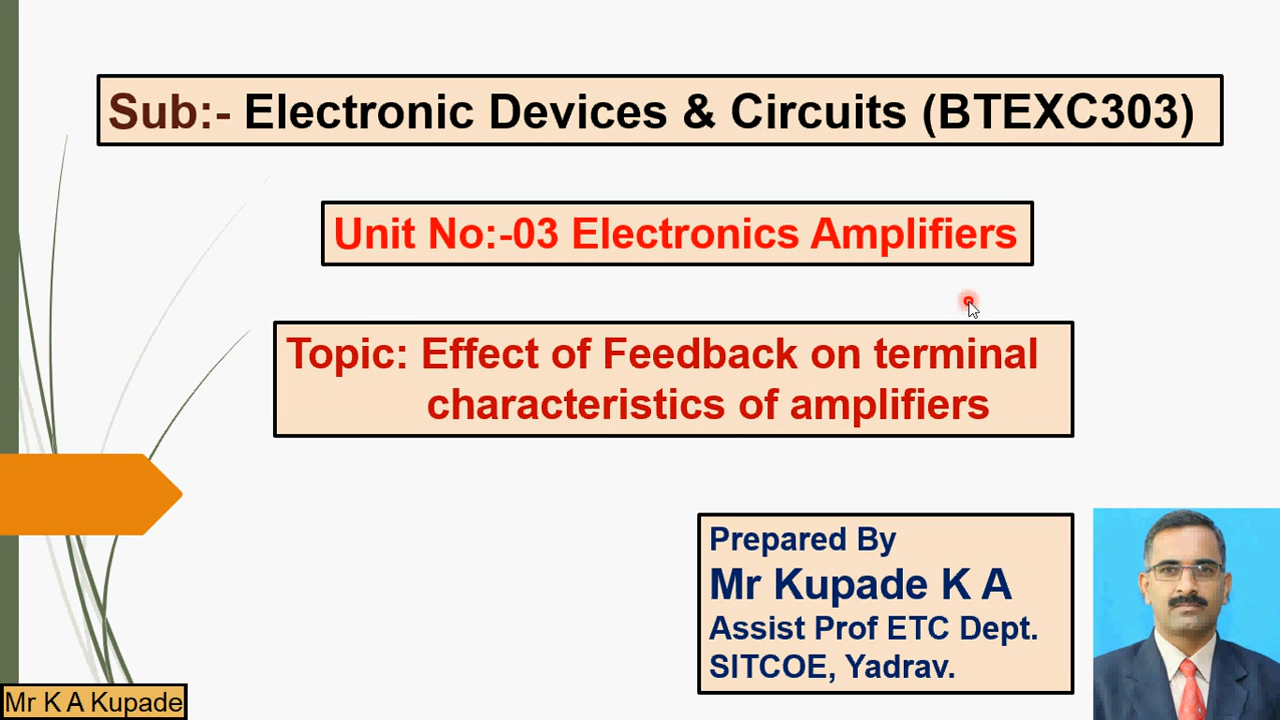 Sub:- Electronic Devices & Circuits (BTEXC303)
Unit No:-03 Electronics Amplifiers
Topic: Effect of Feedback on terminal
characteristics of amplifiers
Prepared By
Mr Kupade K A
Assist Prof ETC Dept.
SITCOE, Yadrav.
Mr K A Kupade